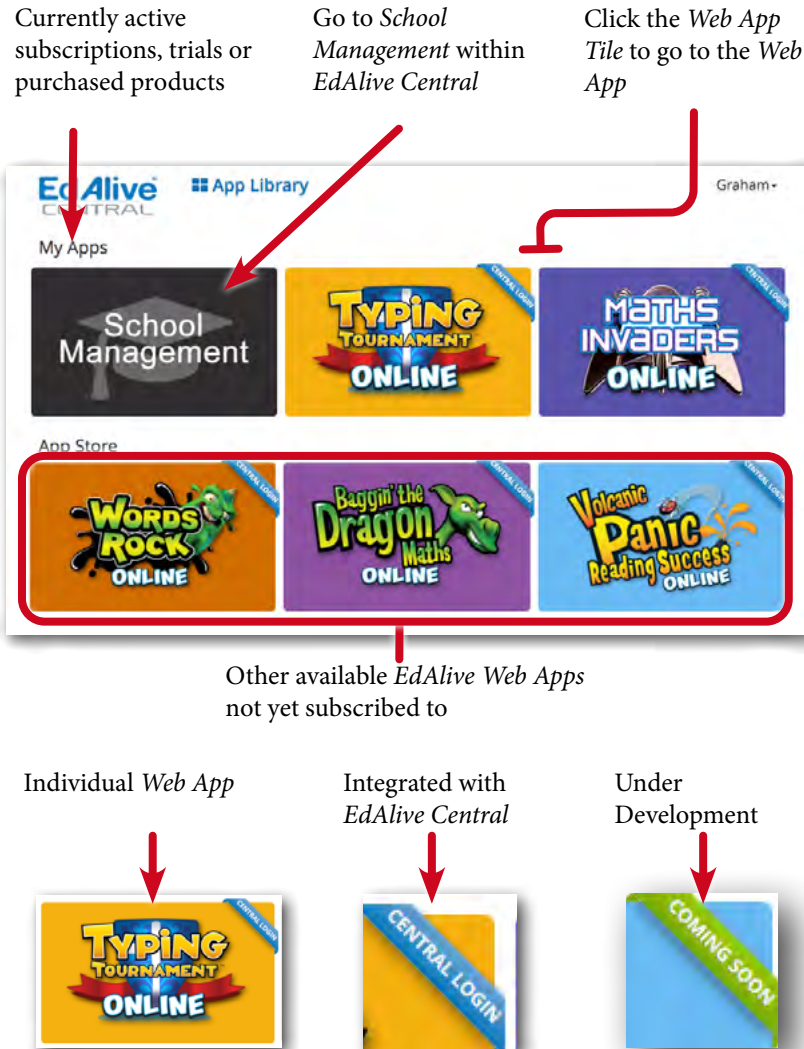 Currently active
subscriptions, trials or
purchased products
Go to School
Management within
EdAlive Central
Click the Web App
Tile to go to the Web
App
EdAlive
CENTRAL
App Library
Graham
My Apps
School
Management
CENTRAL LOGIN
TYPING
TOURNAMENT
ONLINE
CENTRAL LOGIN
MATHS
INVADERS
ONLINE
App Store
CENTRAL LOGIN
WORDS
ROCK
ONLINE
CENTRAL LOGIN
Baggin' the
Dragon
Maths
ONLINE
CENTRAL LOGIN
Volcanic
Panic
Reading Success
ONLINE
Other available EdAlive Web Apps
not yet subscribed to
Individual Web App
Integrated with
EdAlive Central
Under
Development
CENTRAL LOGIN
TYPING
TOURNAMENT
ONLINE
CENTRAL LOGIN
COMING SOON